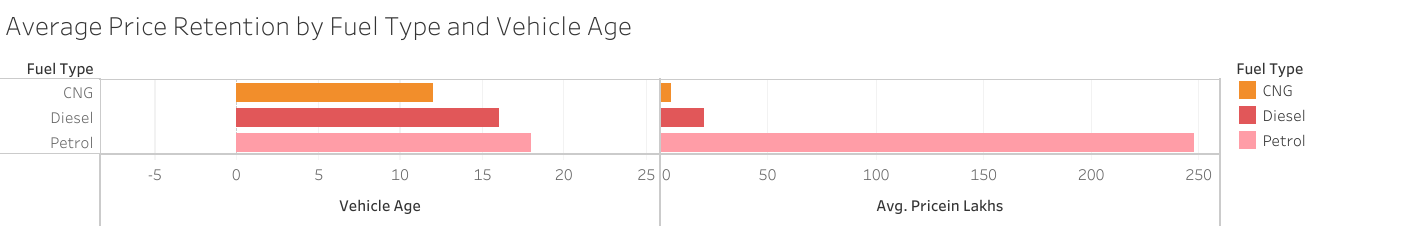 Average Price Retention by Fuel Type and Vehicle Age
Fuel Type
CNG
Diesel
Petrol
-5 0 5 10 15 20 25 0 50 100 150 200 250
Vehicle Age Avg. Pricein Lakhs
Fuel Type
CNG
Diesel
Petrol